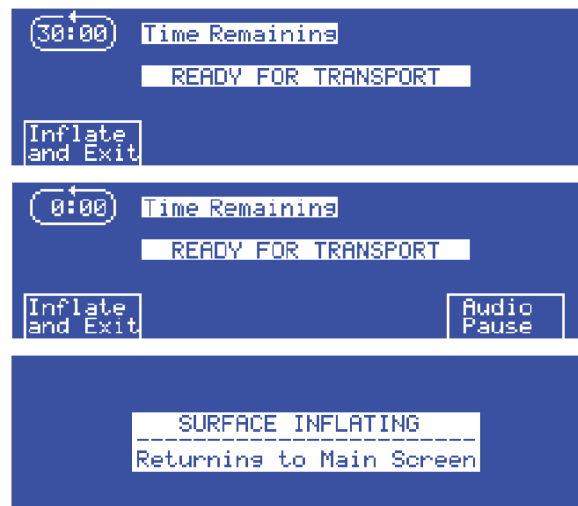 30:00 Time Remaining
READY FOR TRANSPORT
Inflate
and Exit
0:00 Time Remaining
READY FOR TRANSPORT
Inflate
and Exit
Audio
Pause
SURFACE INFLATING
Returning to Main Screen